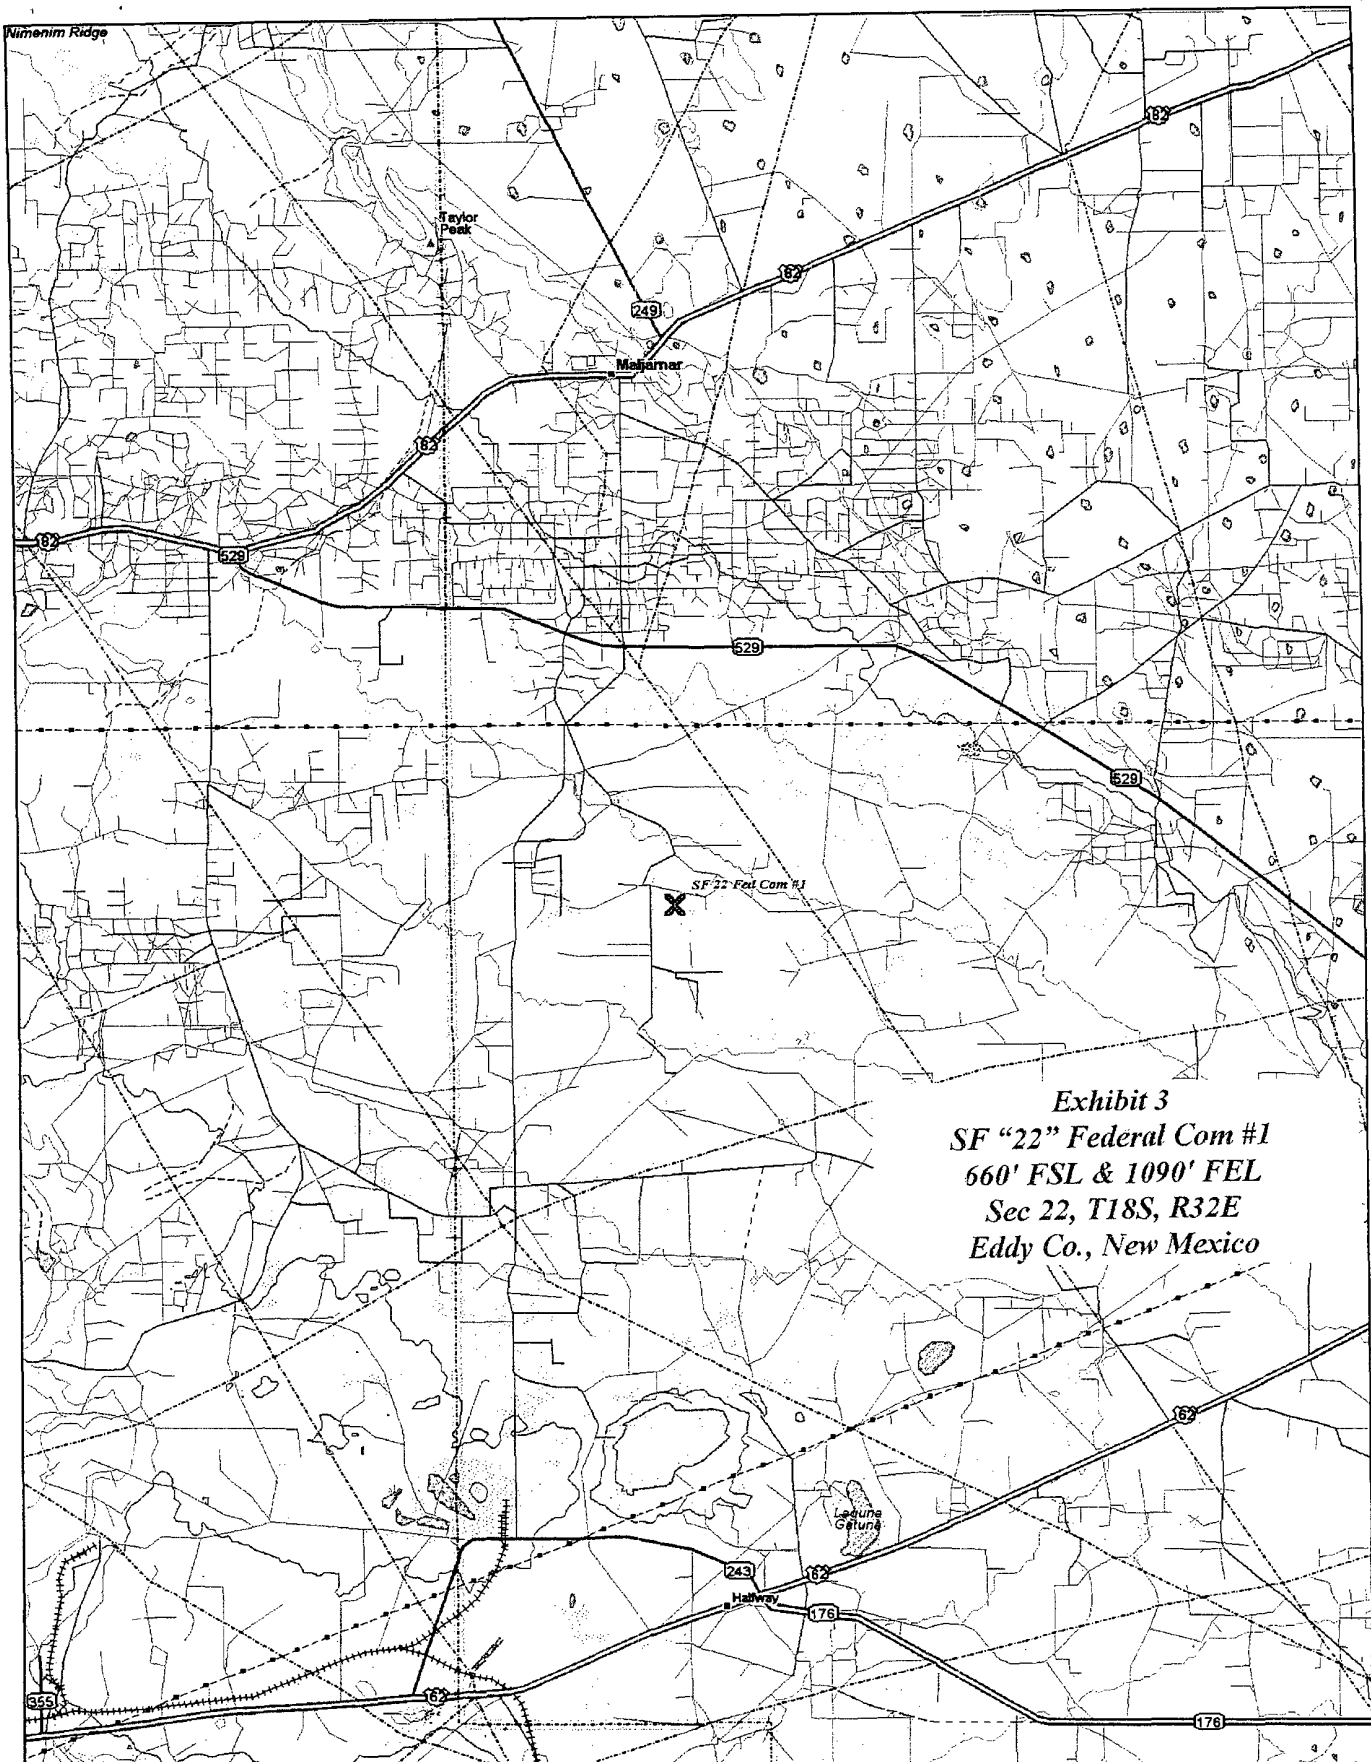 Nimenim Ridge
82
Taylor
Peak
82
249
Maljamar
82
82
529
529
529
SF 22 Fed Com #1
Exhibit 3
SF "22" Federal Com #1
660' FSL & 1090' FEL
Sec 22, T18S, R32E
Eddy Co., New Mexico
62
Laguna
Gatuna
243
62
Halfway
176
62
355
176